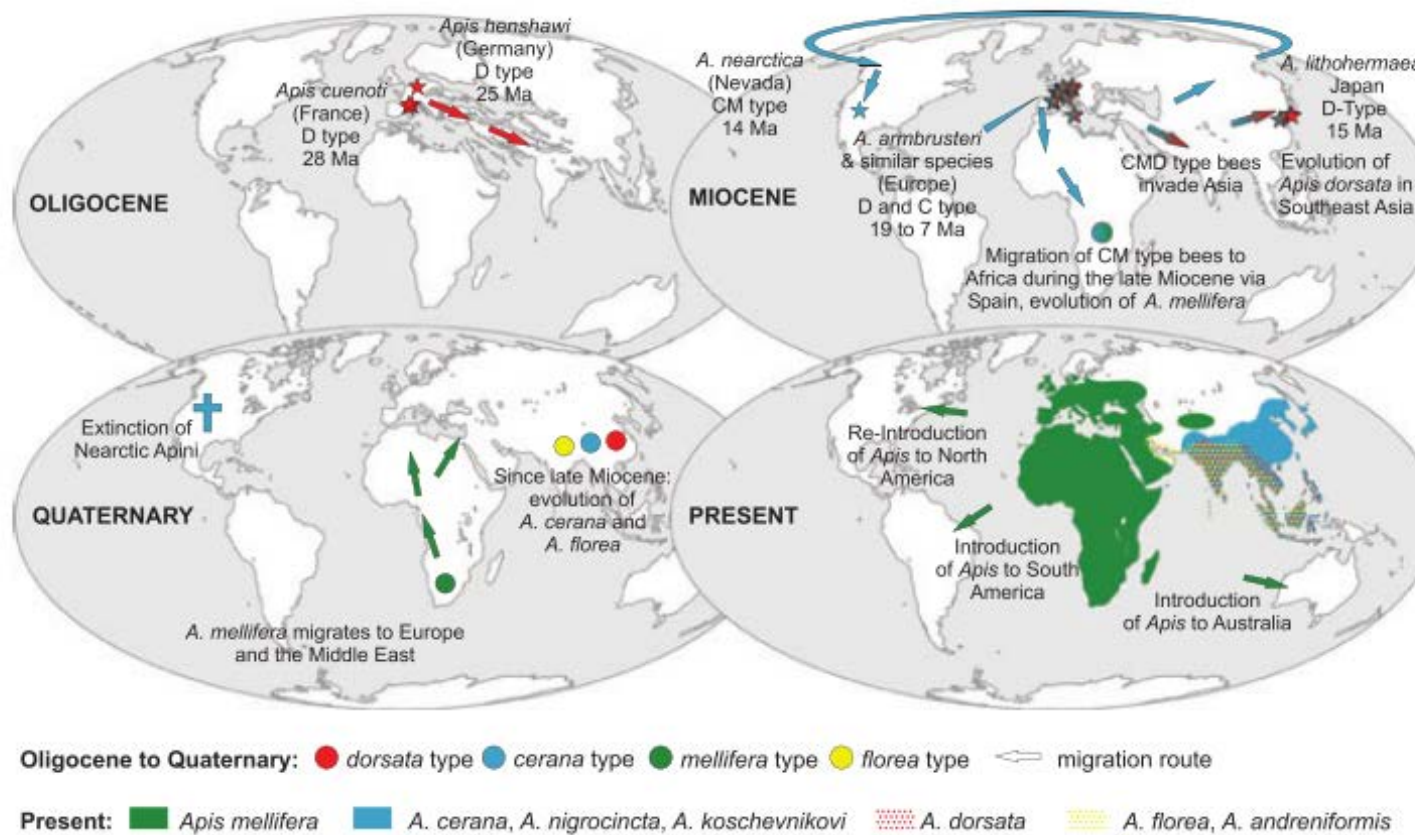 Apis henshawi
(Germany)
D type
25 Ma
Apis cuenoti
(France)
D type
28 Ma
OLIGOCENE
A. nearctica
(Nevada)
CM type
14 Ma
A. lithohermaea
Japan
D-Type
15 Ma
A. armbrusteri
& similar species
(Europe)
D and C type
19 to 7 Ma
CMD type bees
invade Asia
Evolution of
Apis dorsata in
Southeast Asia
MIOCENE
Migration of CM type bees to
Africa during the late Miocene via
Spain, evolution of A. mellifera
Extinction of
Nearctic Apini
QUATERNARY
Since late Miocene:
evolution of
A. cerana and
A. florea
A. mellifera migrates to Europe
and the Middle East
Re-Introduction
of Apis to North
America
PRESENT
Introduction
of Apis to South
America
Introduction
of Apis to Australia
Oligocene to Quaternary: dorsata type cerana type mellifera type florea type migration route
Present: Apis mellifera A. cerana, A. nigrocincta, A. koschevnikovi A. dorsata A. florea, A. andreniformis